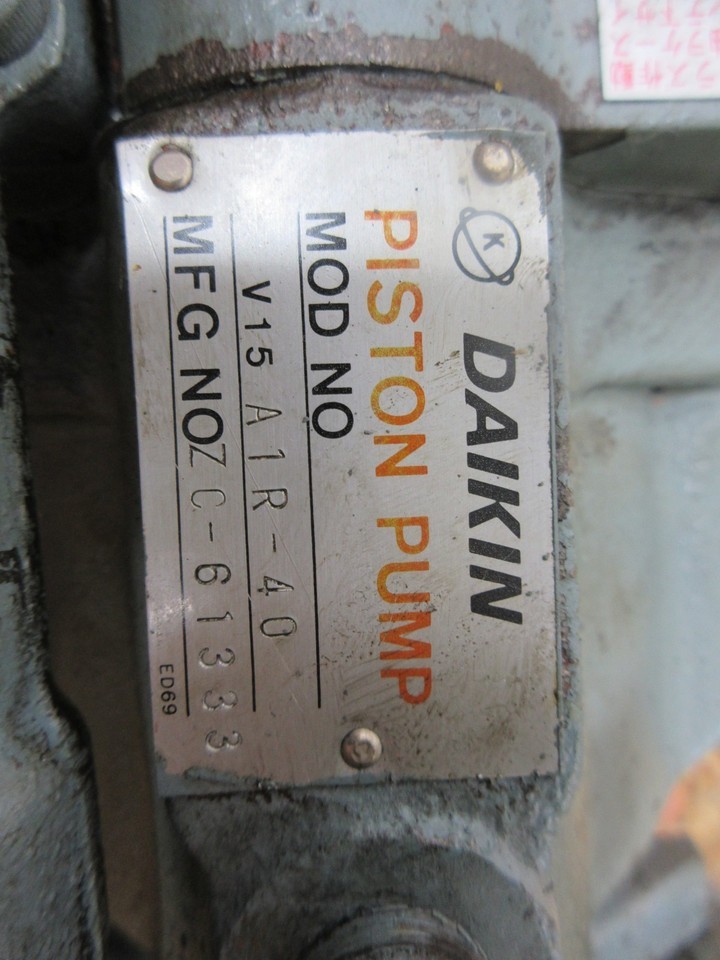 K DAIKIN
PISTON PUMP
MOD NO
V15 A1R-40
MFG NO ZC-61333
ED69